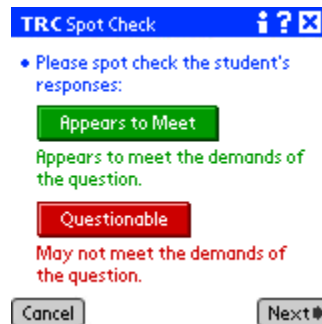 TRC Spot Check i ? X
• Please spot check the student's
responses:
Appears to Meet
Appears to meet the demands of
the question.
Questionable
May not meet the demands of
the question.
Cancel Next